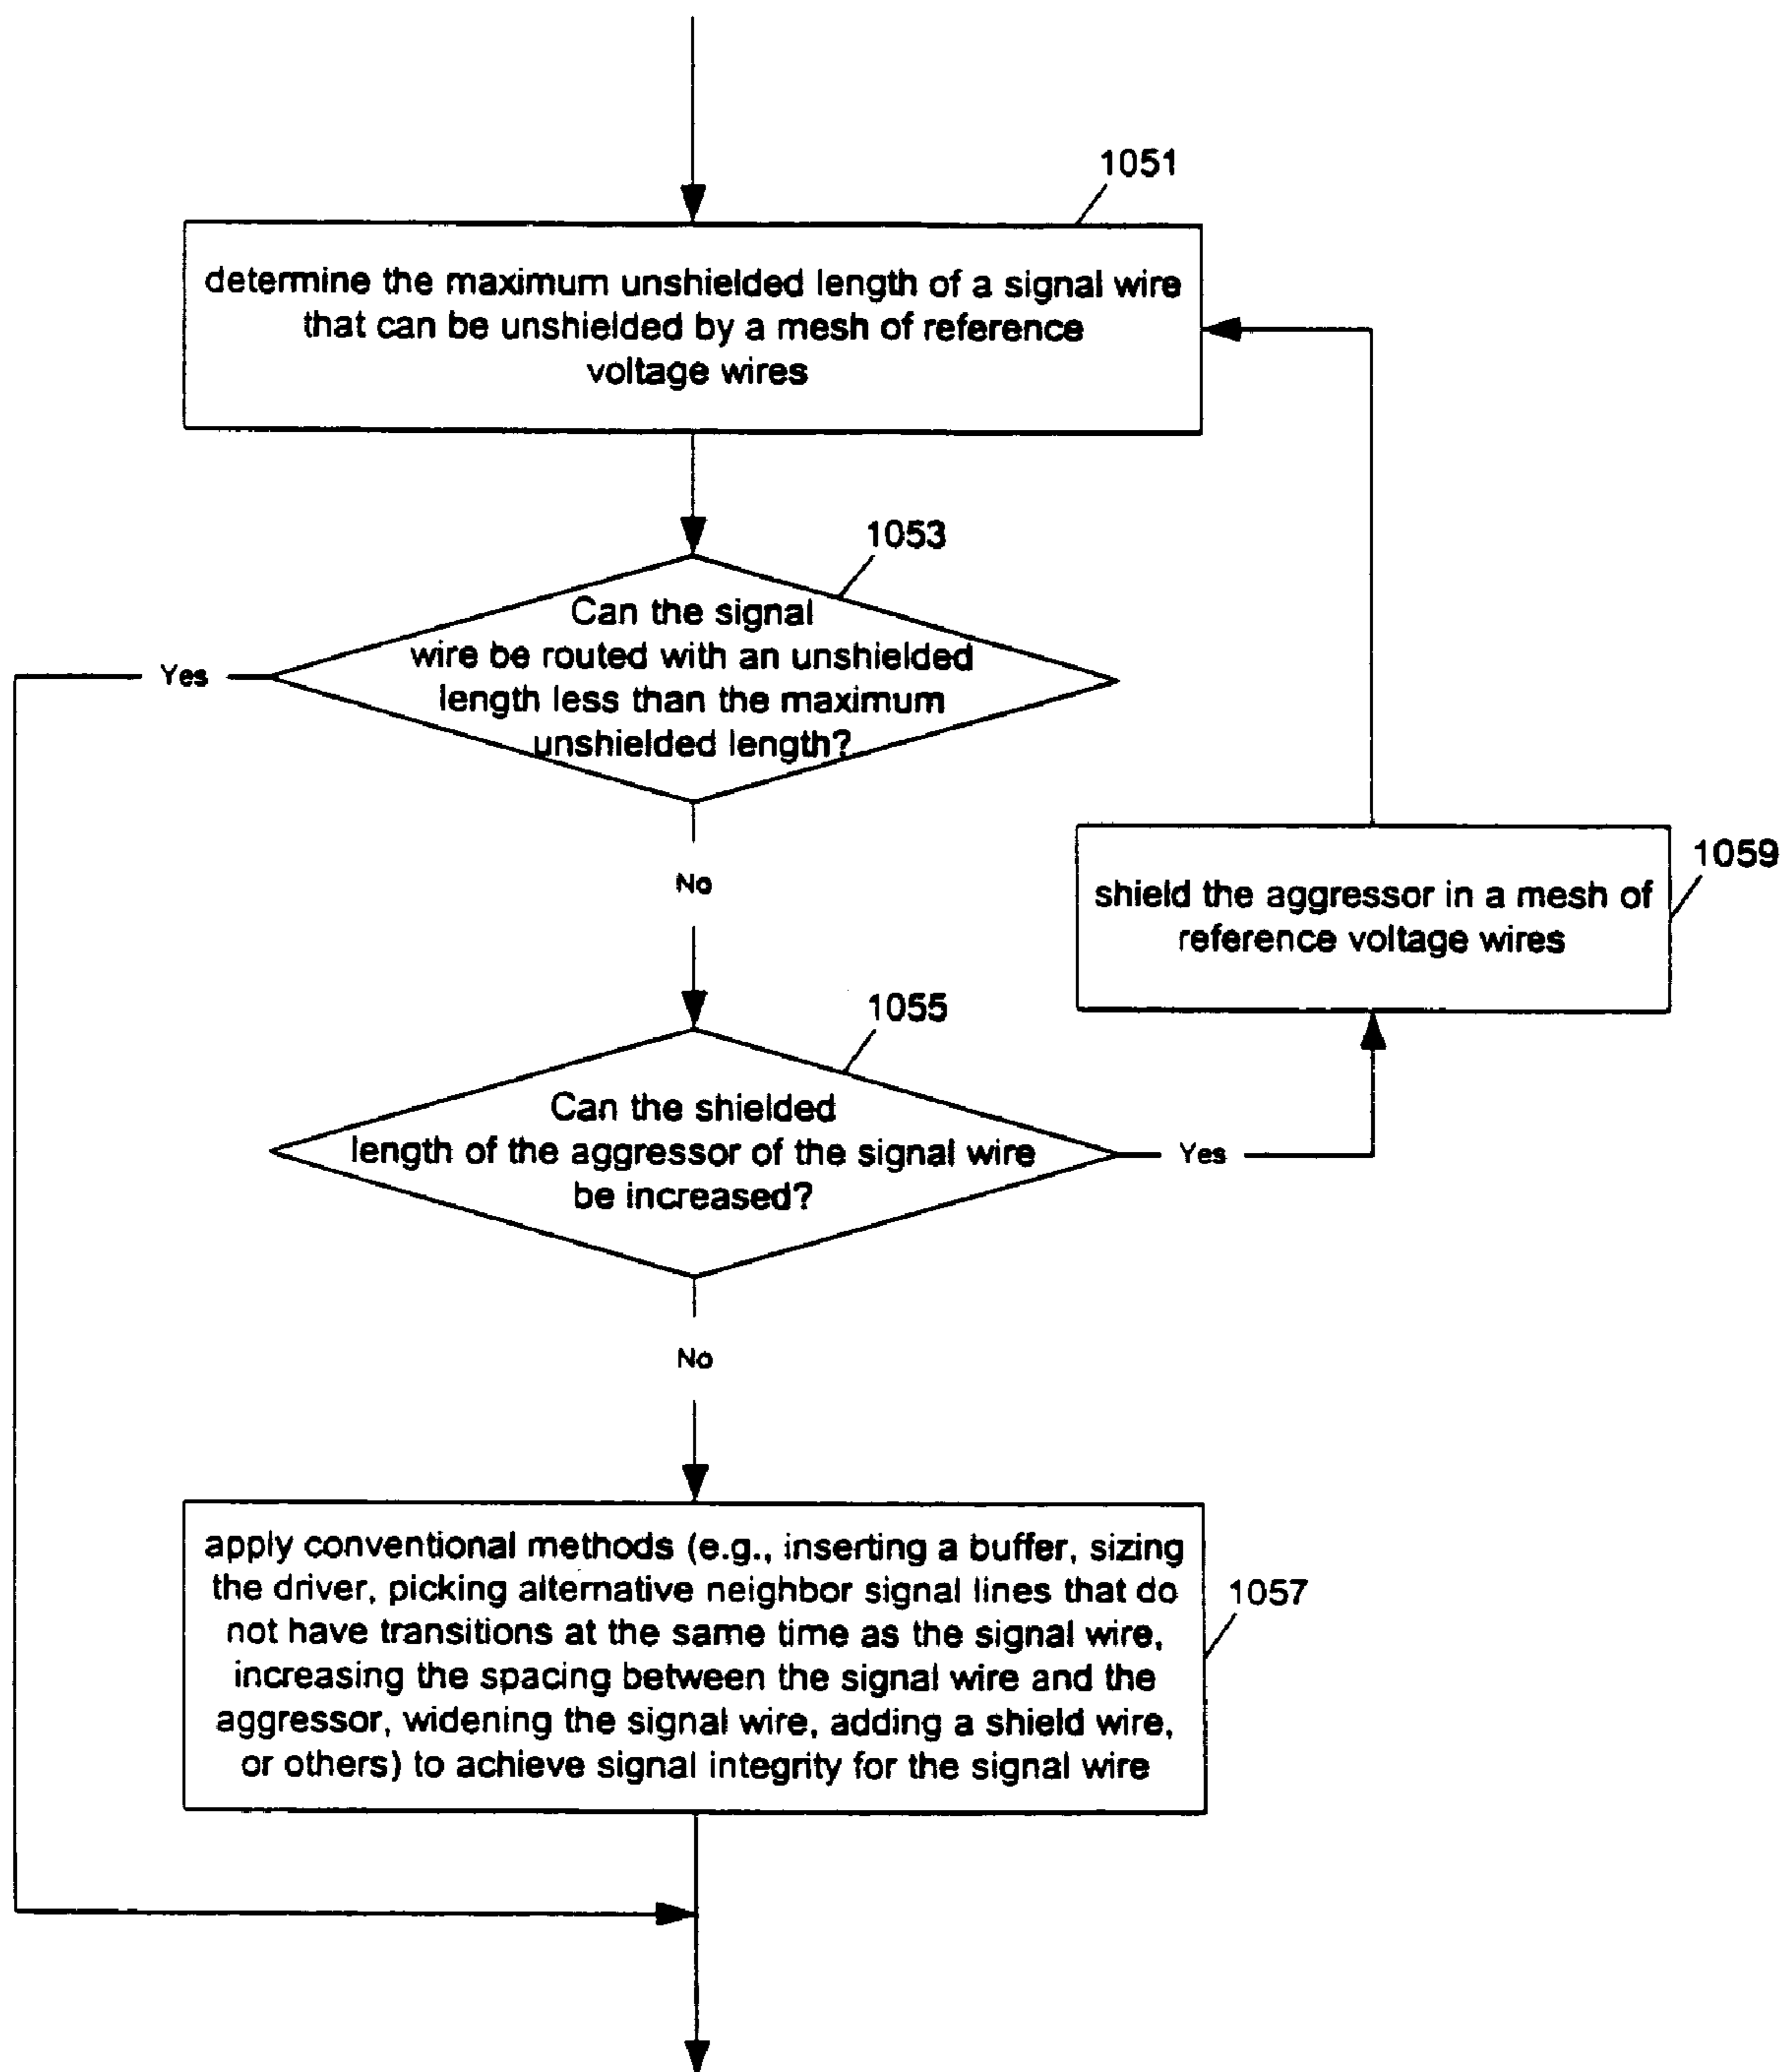 1051
determine the maximum unshielded length of a signal wire
that can be unshielded by a mesh of reference
voltage wires
1053
Can the signal
wire be routed with an unshielded
length less than the maximum
unshielded length?
Yes
No
1059
shield the aggressor in a mesh of
reference voltage wires
1055
Can the shielded
length of the aggressor of the signal wire
be increased?
Yes
No
apply conventional methods (e.g., inserting a buffer, sizing
the driver, picking alternative neighbor signal lines that do
not have transitions at the same time as the signal wire,
increasing the spacing between the signal wire and the
aggressor, widening the signal wire, adding a shield wire,
or others) to achieve signal integrity for the signal wire
1057